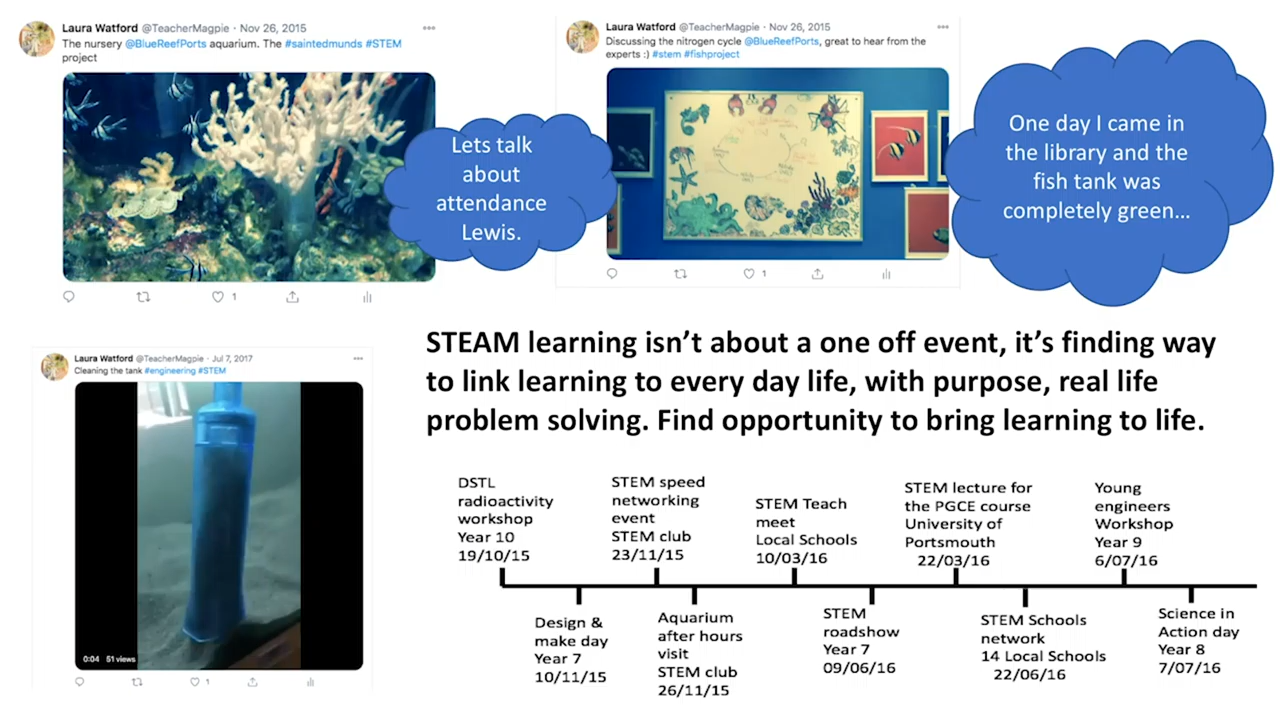 Laura Watford @TeacherMagpie · Nov 26, 2015
The nursery @BlueReefPorts aquarium. The #saintedmunds #STEM
project
1
Lets talk
about
attendance
Lewis.
Laura Watford @TeacherMagpie · Nov 26, 2015
Discussing the nitrogen cycle @BlueReefPorts, great to hear from the
experts :) #stem #fishproject
1
One day I came in
the library and the
fish tank was
completely green...
Laura Watford @TeacherMagpie · Jul 7, 2017
Cleaning the tank #engineering #STEM
0:04 51 views
1
STEAM learning isn't about a one off event, it's finding way
to link learning to every day life, with purpose, real life
problem solving. Find opportunity to bring learning to life.
DSTL
radioactivity
workshop
Year 10
19/10/15
STEM speed
networking
event
STEM club
23/11/15
STEM Teach
meet
Local Schools
10/03/16
STEM lecture for
the PGCE course
University of
Portsmouth
22/03/16
Young
engineers
Workshop
Year 9
6/07/16
Design &
make day
Year 7
10/11/15
Aquarium
after hours
visit
STEM club
26/11/15
STEM
roadshow
Year 7
09/06/16
STEM Schools
network
14 Local Schools
22/06/16
Science in
Action day
Year 8
7/07/16